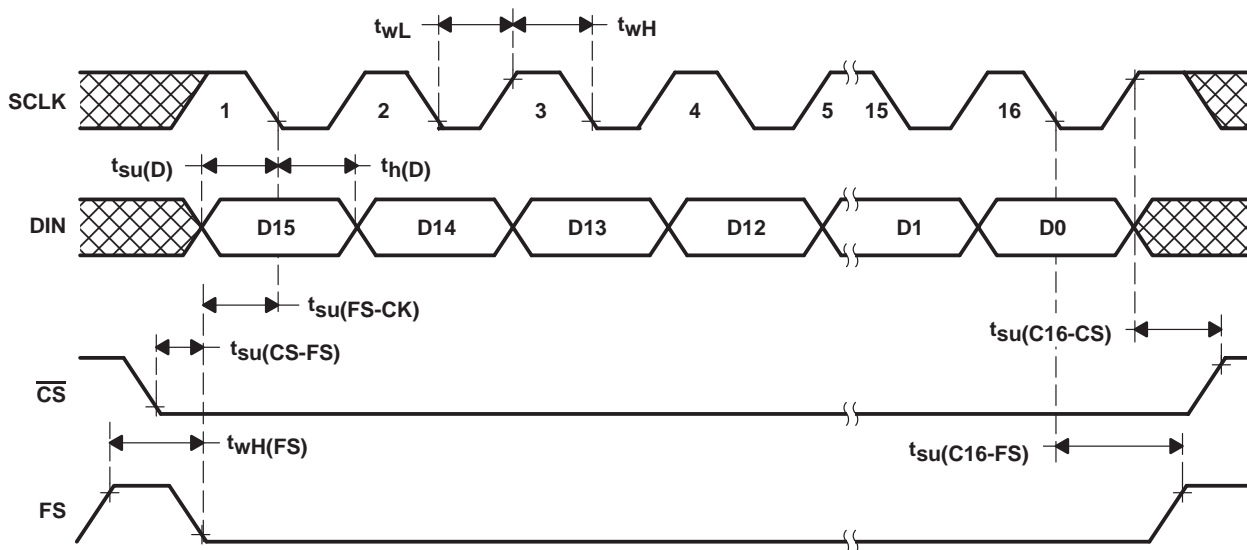 twL
twH
SCLK
1
2
3
4
5
15
16
tsu(D)
th(D)
DIN
D15
D14
D13
D12
D1
D0
tsu(FS-CK)
tsu(CS-FS)
tsu(C16-CS)
CS
twH(FS)
tsu(C16-FS)
FS